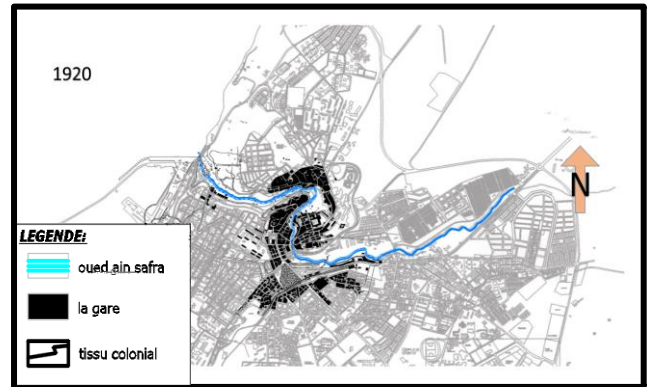 1920
N
LEGENDE:
oued ain safra
la gare
tissu colonial